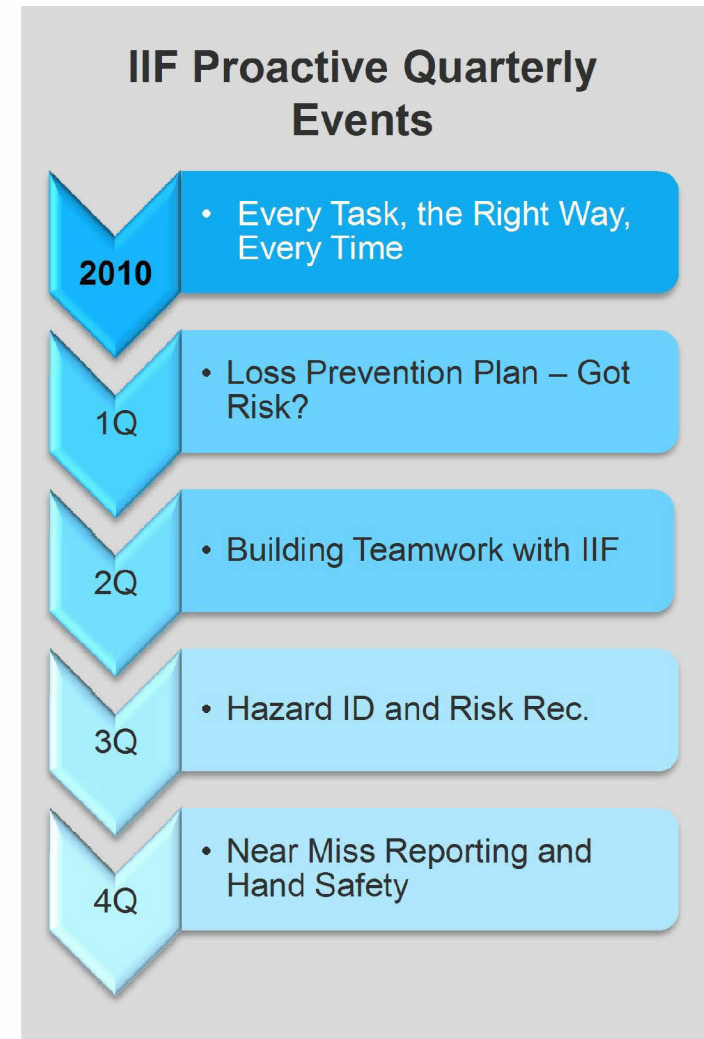 IIF Proactive Quarterly
Events
2010
• Every Task, the Right Way,
Every Time
1Q
• Loss Prevention Plan – Got
Risk?
2Q
• Building Teamwork with IIF
3Q
• Hazard ID and Risk Rec.
4Q
• Near Miss Reporting and
Hand Safety